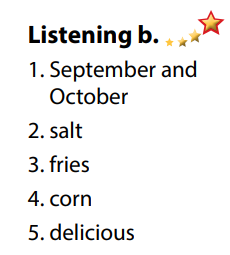 Listening b.
1. September and
October
2. salt
3. fries
4. corn
5. delicious